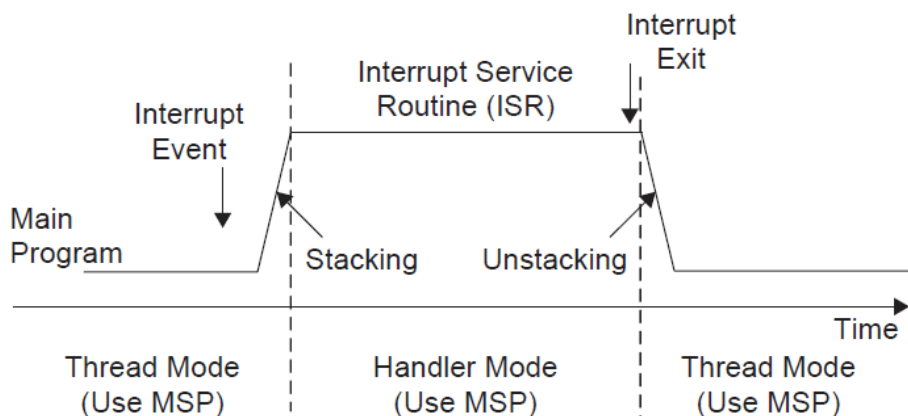 Interrupt
Exit
Interrupt Service
Routine (ISR)
Interrupt
Event
Main
Program
Stacking
Unstacking
Time
Thread Mode
(Use MSP)
Handler Mode
(Use MSP)
Thread Mode
(Use MSP)